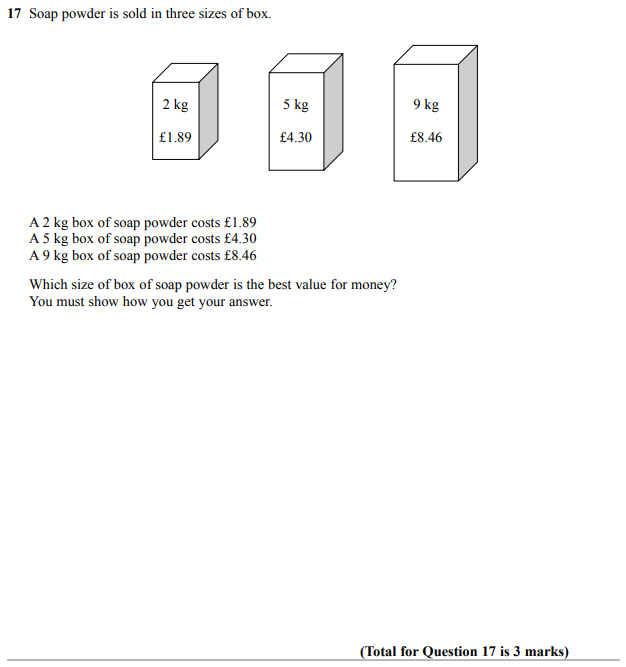 17 Soap powder is sold in three sizes of box.
2 kg 5 kg 9 kg
£1.89 £4.30 £8.46
A 2 kg box of soap powder costs £1.89
A 5 kg box of soap powder costs £4.30
A 9 kg box of soap powder costs £8.46
Which size of box of soap powder is the best value for money?
You must show how you get your answer.
(Total for Question 17 is 3 marks)